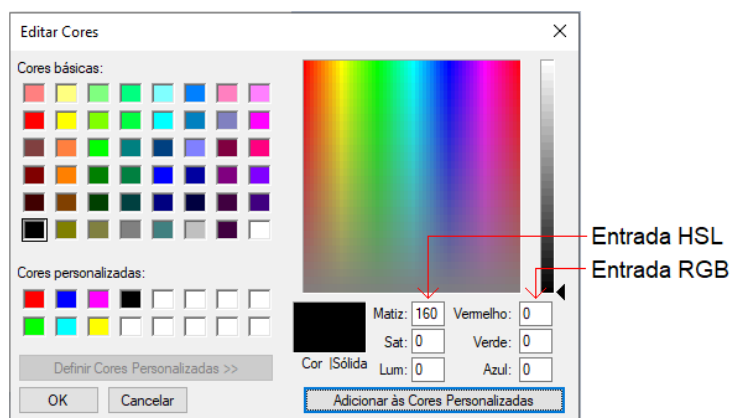 Editar Cores
Cores básicas:
Cores personalizadas:
Definir Cores Personalizadas >>
OK Cancelar
Cor |Sólida
Matiz: 160 Vermelho: 0
Sat: 0 Verde: 0
Lum: 0 Azul: 0
Adicionar às Cores Personalizadas
Entrada HSL
Entrada RGB